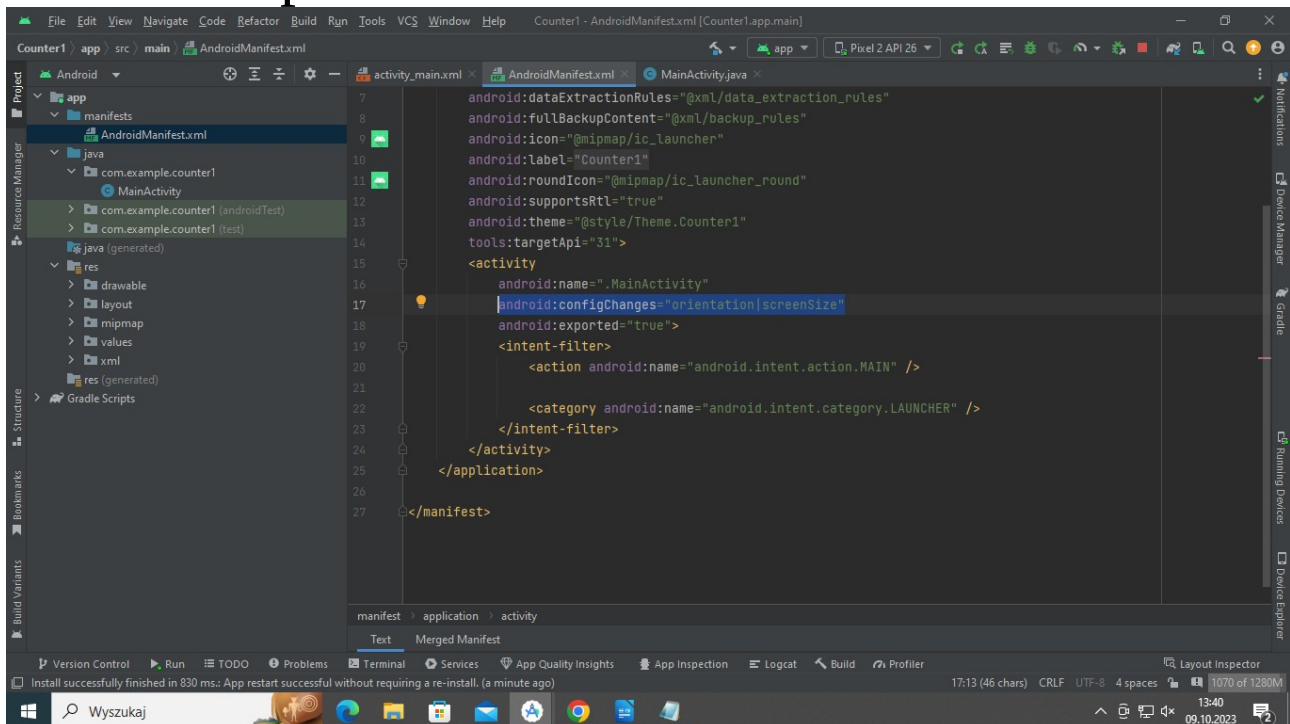 File Edit View Navigate Code Refactor Build Run Tools VCS Window Help Counter1 - AndroidManifest.xml [Counter1.app.main]
Counter1 〉 app 〉 src 〉 main 〉 AndroidManifest.xml app Pixel 2 API 26
Android activity_main.xml AndroidManifest.xml MainActivity.java
app
manifests
AndroidManifest.xml
java
com.example.counter1
MainActivity
com.example.counter1 (androidTest)
com.example.counter1 (test)
java (generated)
res
drawable
layout
mipmap
values
xml
res (generated)
Gradle Scripts
Project
Resource Manager
Structure
Bookmarks
Build Variants
7 android:dataExtractionRules="@xml/data_extraction_rules"
8 android:fullBackupContent="@xml/backup_rules"
9 android:icon="@mipmap/ic_launcher"
10 android:label="Counter1"
11 android:roundIcon="@mipmap/ic_launcher_round"
12 android:supportsRtl="true"
13 android:theme="@style/Theme.Counter1"
14 tools:targetApi="31">
15 <activity
16 android:name=".MainActivity"
17 android:configChanges="orientation|screenSize"
18 android:exported="true">
19 <intent-filter>
20 <action android:name="android.intent.action.MAIN" />
21
22 <category android:name="android.intent.category.LAUNCHER" />
23 </intent-filter>
24 </activity>
25 </application>
26
27 </manifest>
Notifications
Device Manager
Gradle
Running Devices
Device Explorer
manifest 〉 application 〉 activity
Text Merged Manifest
Version Control Run TODO Problems Terminal Services App Quality Insights App Inspection Logcat Build Profiler Layout Inspector
Install successfully finished in 830 ms.: App restart successful without requiring a re-install. (a minute ago) 17:13 (46 chars) CRLF UTF-8 4 spaces 1070 of 1280M
Wyszukaj 13:40
09.10.2023 2